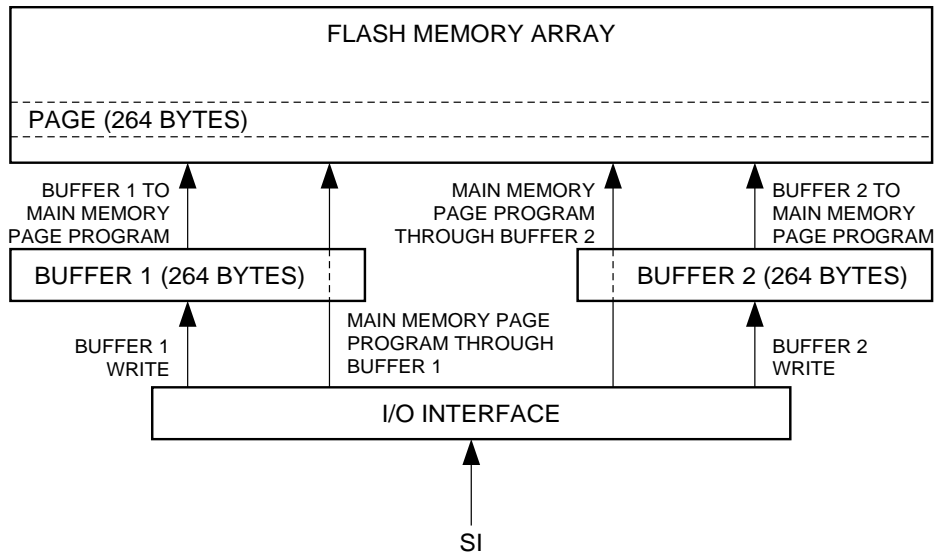 FLASH MEMORY ARRAY
PAGE (264 BYTES)
BUFFER 1 TO
MAIN MEMORY
PAGE PROGRAM
MAIN MEMORY
PAGE PROGRAM
THROUGH BUFFER 2
BUFFER 2 TO
MAIN MEMORY
PAGE PROGRAM
BUFFER 1 (264 BYTES)
BUFFER 2 (264 BYTES)
BUFFER 1
WRITE
MAIN MEMORY PAGE
PROGRAM THROUGH
BUFFER 1
BUFFER 2
WRITE
I/O INTERFACE
SI